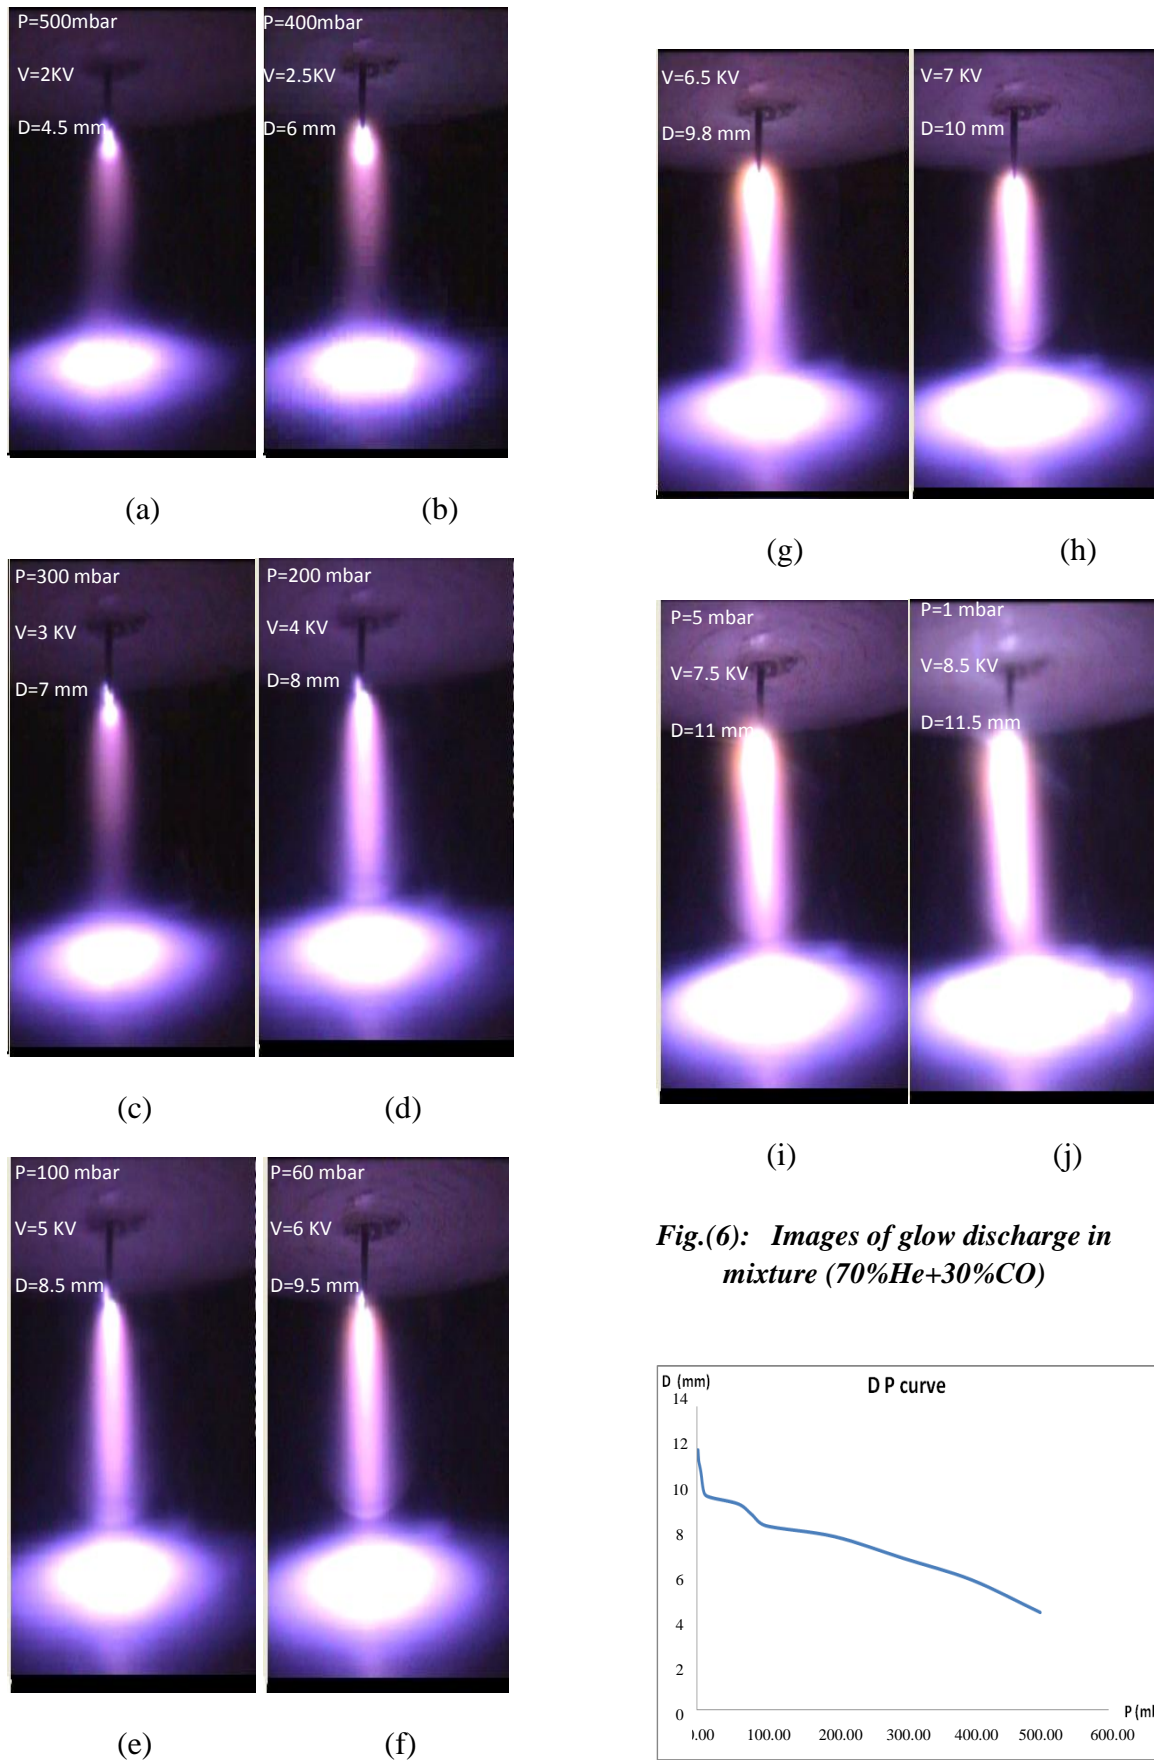 P=500mbar
V=2KV
D=4.5 mm
P=400mbar
V=2.5KV
D=6 mm
(a)
(b)
P=300 mbar
V=3 KV
D=7 mm
P=200 mbar
V=4 KV
D=8 mm
(c)
(d)
P=100 mbar
V=5 KV
D=8.5 mm
P=60 mbar
V=6 KV
D=9.5 mm
(e)
(f)
V=6.5 KV
D=9.8 mm
V=7 KV
D=10 mm
(g)
(h)
P=5 mbar
V=7.5 KV
D=11 mm
P=1 mbar
V=8.5 KV
D=11.5 mm
(i)
(j)
Fig.(6): Images of glow discharge in
mixture (70%He+30%CO)
D (mm)
D P curve
14
12
10
8
6
4
2
0
P (m
.00 100.00 200.00 300.00 400.00 500.00 600.00